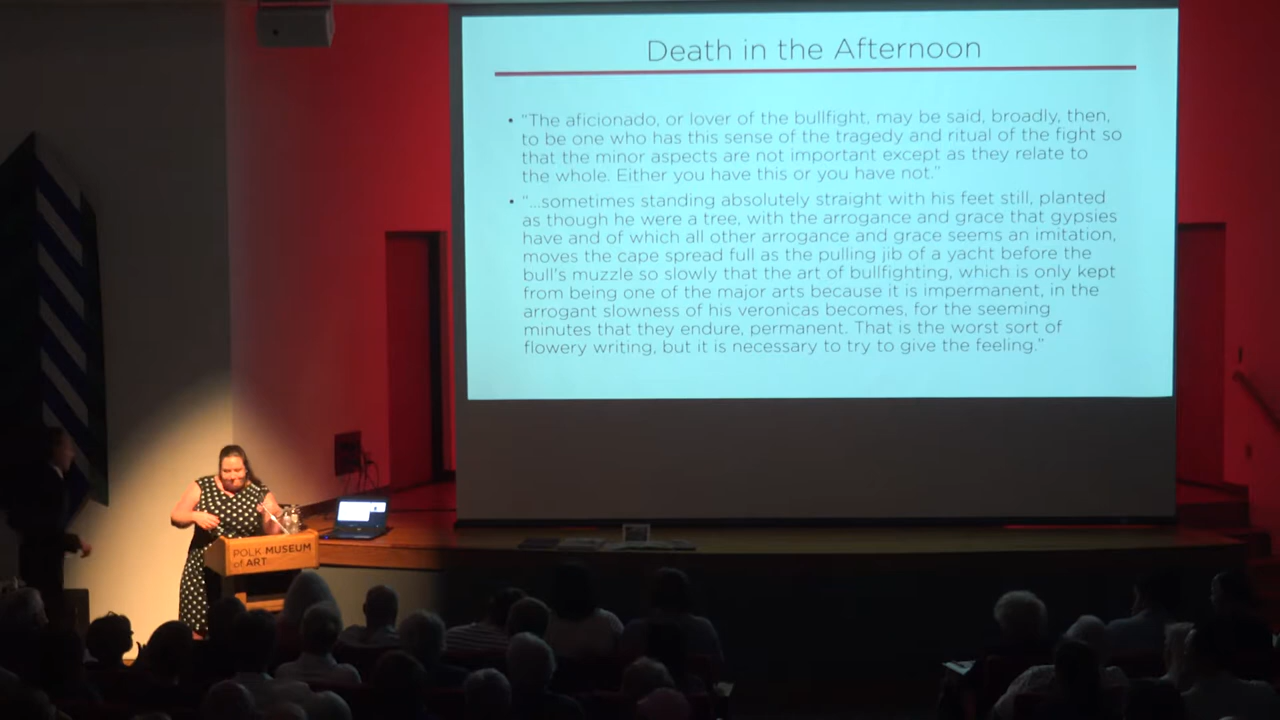 Death in the Afternoon
• "The aficionado, or lover of the bullfight, may be said, broadly, then,
to be one who has this sense of the tragedy and ritual of the fight so
that the minor aspects are not important except as they relate to
the whole. Either you have this or you have not."
• "...sometimes standing absolutely straight with his feet still, planted
as though he were a tree, with the arrogance and grace that gypsies
have and of which all other arrogance and grace seems an imitation,
moves the cape spread full as the pulling jib of a yacht before the
bull's muzzle so slowly that the art of bullfighting, which is only kept
from being one of the major arts because it is impermanent, in the
arrogant slowness of his veronicas becomes, for the seeming
minutes that they endure, permanent. That is the worst sort of
flowery writing, but it is necessary to try to give the feeling."
POLK MUSEUM
of ART